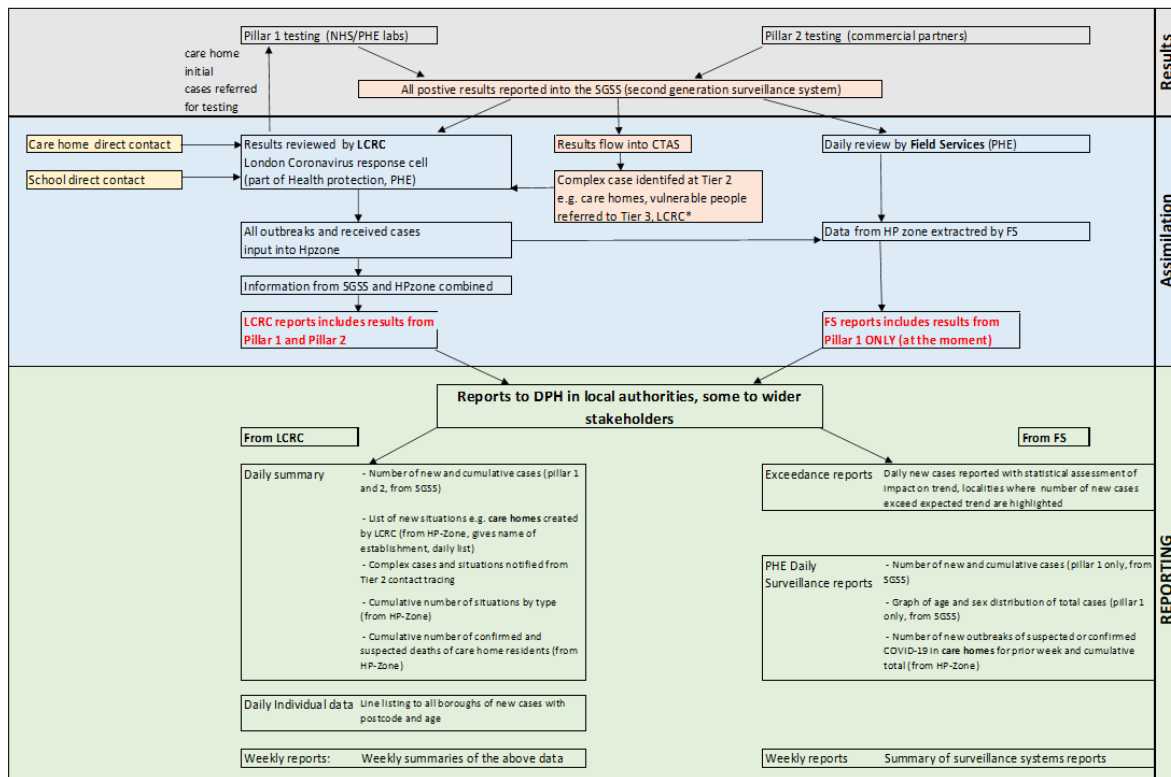 Pillar 1 testing (NHS/PHE labs)
Pillar 2 testing (commercial partners)
care home
initial
cases referred
for testing
All postive results reported into the SGSS (second generation surveillance system)
Results
Care home direct contact
School direct contact
Results reviewed by LCRC
London Coronavirus response cell
(part of Health protection, PHE)
Results flow into CTAS
Complex case identifed at Tier 2
e.g. care homes, vulnerable people
referred to Tier 3, LCRC*
Daily review by Field Services (PHE)
All outbreaks and received cases
input into Hpzone
Data from HP zone extractred by FS
Information from SGSS and HPzone combined
LCRC reports includes results from
Pillar 1 and Pillar 2
FS reports includes results from
Pillar 1 ONLY (at the moment)
Assimilation
Reports to DPH in local authorities, some to wider
stakeholders
From LCRC
From FS
Daily summary
- Number of new and cumulative cases (pillar
1 and 2, from SGSS)
- List of new situations e.g. care homes created
by LCRC (from HP-Zone, gives name of
establishment, daily list)
- Complex cases and situations notified from
Tier 2 contact tracing
- Cumulative number of situations by type
(from HP-Zone)
- Cumulative number of confirmed and
suspected deaths of care home residents (from
HP-Zone)
Exceedance reports
Daily new cases reported with statistical assessment of
impact on trend, localities where number of new cases
exceed expected trend are highlighted
PHE Daily
Surveillance reports
- Number of new and cumulative cases (pillar 1 only, from
SGSS)
- Graph of age and sex distribution of total cases (pillar 1
only, from SGSS)
- Number of new outbreaks of suspected or confirmed
COVID-19 in care homes for prior week and cumulative
total (from HP-Zone)
Daily Individual data
Line listing to all boroughs of new cases with
postcode and age
Weekly reports:
Weekly summaries of the above data
Weekly reports
Summary of surveillance systems reports
REPORTING